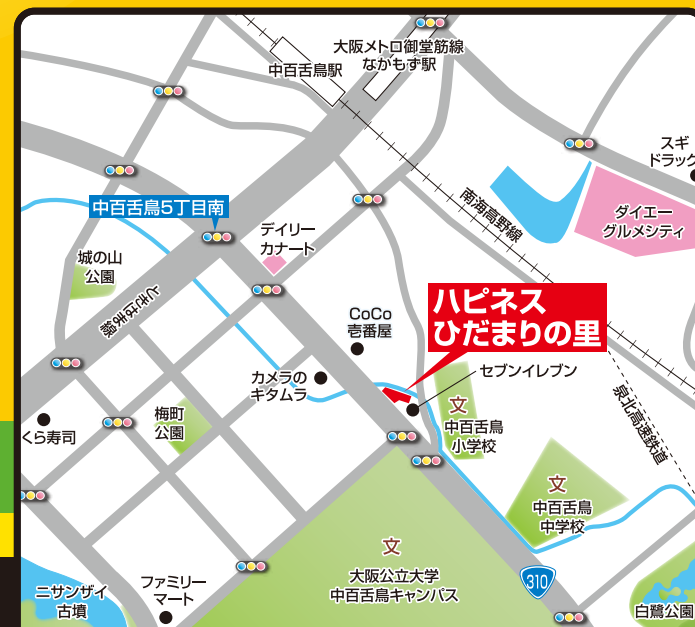 大阪メトロ御堂筋線
なかもず駅
中百舌鳥駅
スギ
ドラッグ
中百舌鳥5丁目南
南海高野線
ダイエー
グルメシティ
デイリー
カナート
城の山
公園
ときはま線
ハピネス
ひだまりの里
CoCo
壱番屋
セブンイレブン
カメラの
キタムラ
梅町
公園
文
中百舌鳥
小学校
泉北高速鉄道
くら寿司
文
中百舌鳥
中学校
文
大阪公立大学
中百舌鳥キャンパス
310
ニサンザイ
古墳
ファミリー
マート
白鷺公園